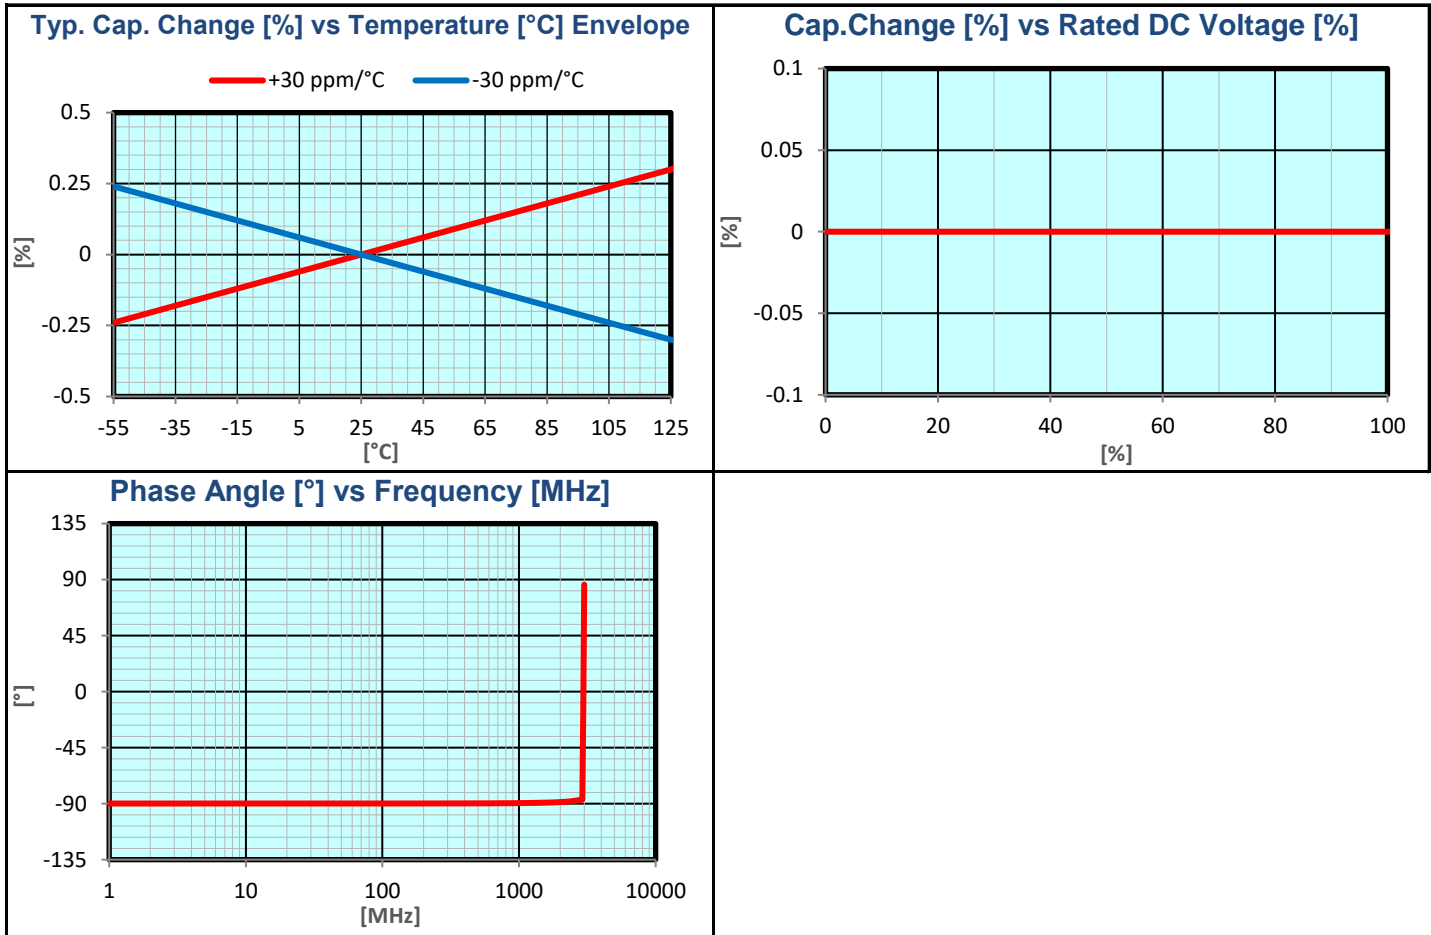 Typ. Cap. Change [%] vs Temperature [°C] Envelope
+30 ppm/°C -30 ppm/°C
0.5
0.25
0
-0.25
-0.5
[%]
-55 -35 -15 5 25 45 65 85 105 125
[°C]
Cap.Change [%] vs Rated DC Voltage [%]
0.1
0.05
0
-0.05
-0.1
[%]
0 20 40 60 80 100
[%]
Phase Angle [°] vs Frequency [MHz]
135
90
45
0
-45
-90
-135
[°]
1 10 100 1000 10000
[MHz]